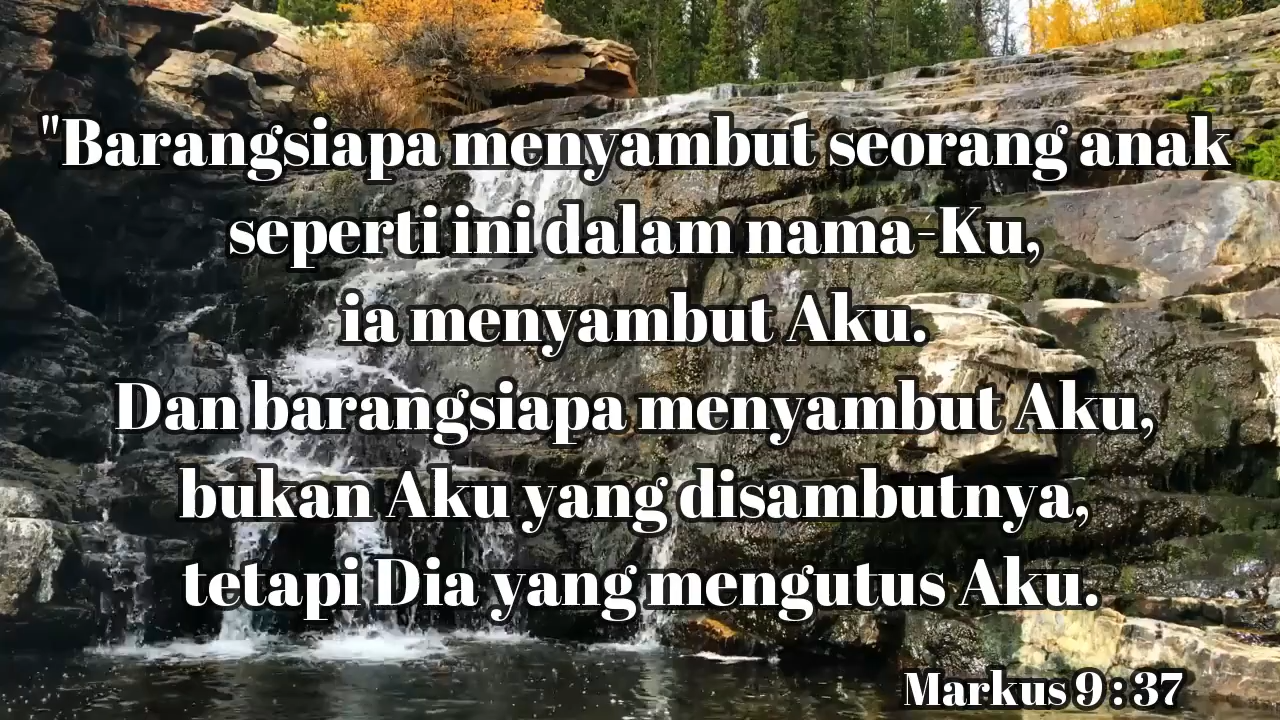 "Barangsiapa menyambut seorang anak
seperti ini dalam nama-Ku,
ia menyambut Aku.
Dan barangsiapa menyambut Aku,
bukan Aku yang disambutnya,
tetapi Dia yang mengutus Aku.
Markus 9 : 37